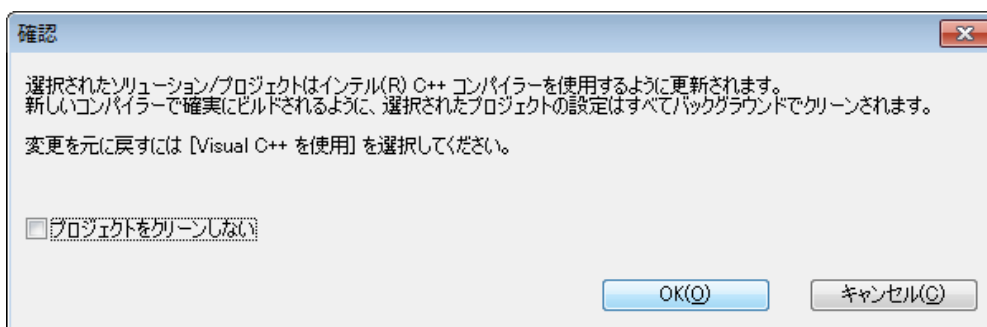 確認
選択されたソリューション/プロジェクトはインテル(R) C++ コンパイラーを使用するように更新されます。
新しいコンパイラーで確実にビルドされるように、選択されたプロジェクトの設定はすべてバックグラウンドでクリーンされます。
変更を元に戻すには [Visual C++ を使用] を選択してください。
プロジェクトをクリーンしない
OK(O)
キャンセル(C)